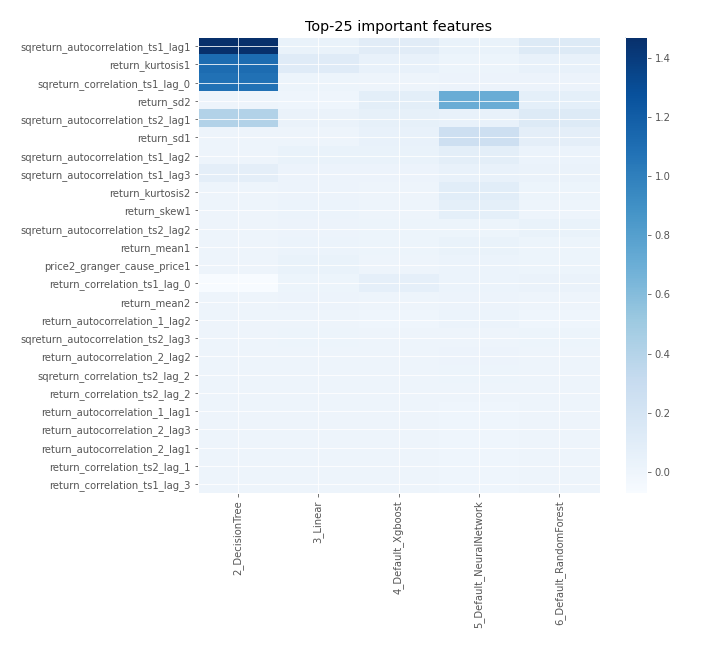 Top-25 important features
sqreturn_autocorrelation_ts1_lag1
return_kurtosis1
sqreturn_correlation_ts1_lag_0
return_sd2
sqreturn_autocorrelation_ts2_lag1
return_sd1
sqreturn_autocorrelation_ts1_lag2
sqreturn_autocorrelation_ts1_lag3
return_kurtosis2
return_skew1
sqreturn_autocorrelation_ts2_lag2
return_mean1
price2_granger_cause_price1
return_correlation_ts1_lag_0
return_mean2
return_autocorrelation_1_lag2
sqreturn_autocorrelation_ts2_lag3
return_autocorrelation_2_lag2
sqreturn_correlation_ts2_lag_2
return_correlation_ts2_lag_2
return_autocorrelation_1_lag1
return_autocorrelation_2_lag3
return_autocorrelation_2_lag1
return_correlation_ts2_lag_1
return_correlation_ts1_lag_3
2_DecisionTree
3_Linear
4_Default_Xgboost
5_Default_NeuralNetwork
6_Default_RandomForest
1.4
1.2
1.0
0.8
0.6
0.4
0.2
0.0